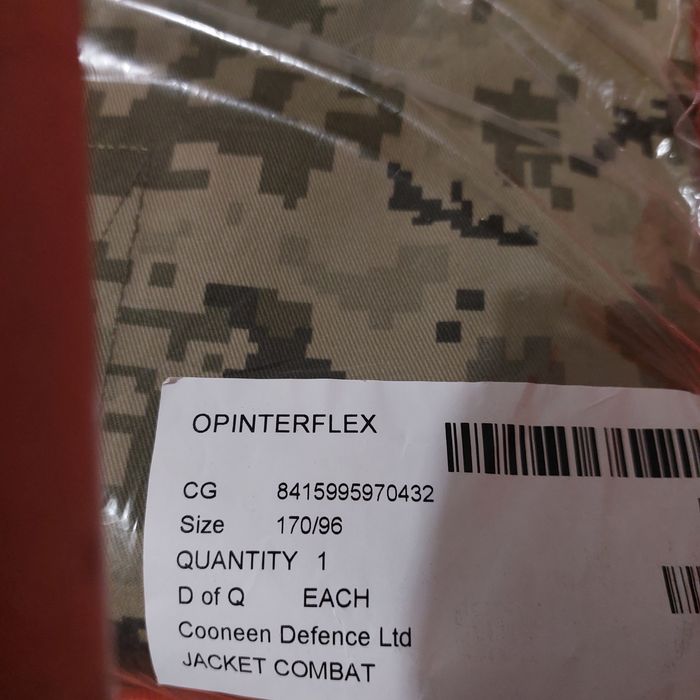 OPINTERFLEX
CG 8415995970432
Size 170/96
QUANTITY 1
D of Q EACH
Cooneen Defence Ltd
JACKET COMBAT